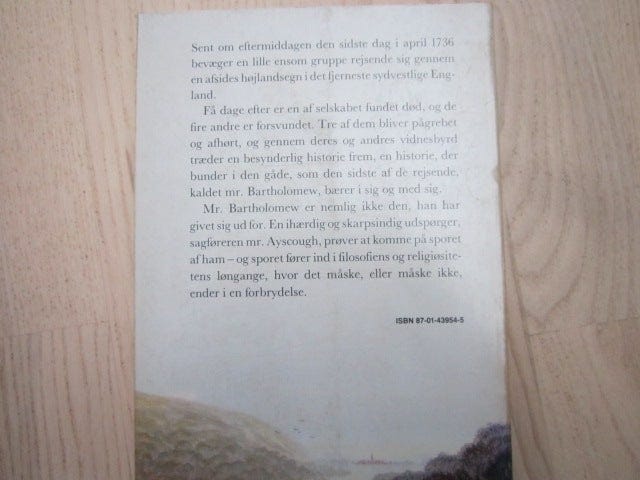 Sent om eftermiddagen den sidste dag i april 1736
bevæger en lille ensom gruppe rejsende sig gennem
en afsides højlandsegn i det fjerneste sydvestlige Eng-
land.
Få dage efter er en af selskabet fundet død, og de
fire andre er forsvundet. Tre af dem bliver pågrebet
og afhørt, og gennem deres og andres vidnesbyrd
træder en besynderlig historie frem, en historie, der
bunder i den gåde, som den sidste af de rejsende,
kaldet mr. Bartholomew, bærer i sig og med sig.
Mr. Bartholomew er nemlig ikke den, han har
givet sig ud for. En ihærdig og skarpsindig udspørger,
sagføreren mr. Ayscough, prøver at komme på sporet
af ham – og sporet fører ind i filosofiens og religiøsite-
tens løngange, hvor det måske, eller måske ikke,
ender i en forbrydelse.
ISBN 87-01-43954-5